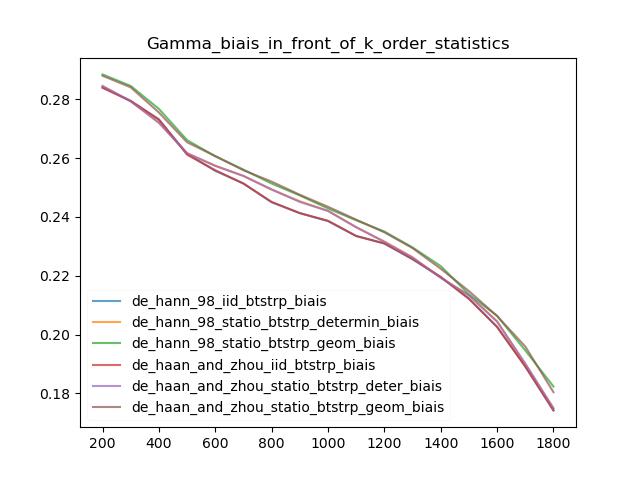 Gamma_biais_in_front_of_k_order_statistics
0.28
0.26
0.24
0.22
0.20
0.18
de_hann_98_iid_btstrp_biais
de_hann_98_statio_btstrp_determin_biais
de_hann_98_statio_btstrp_geom_biais
de_haan_and_zhou_iid_btstrp_biais
de_haan_and_zhou_statio_btstrp_deter_biais
de_haan_and_zhou_statio_btstrp_geom_biais
200 400 600 800 1000 1200 1400 1600 1800